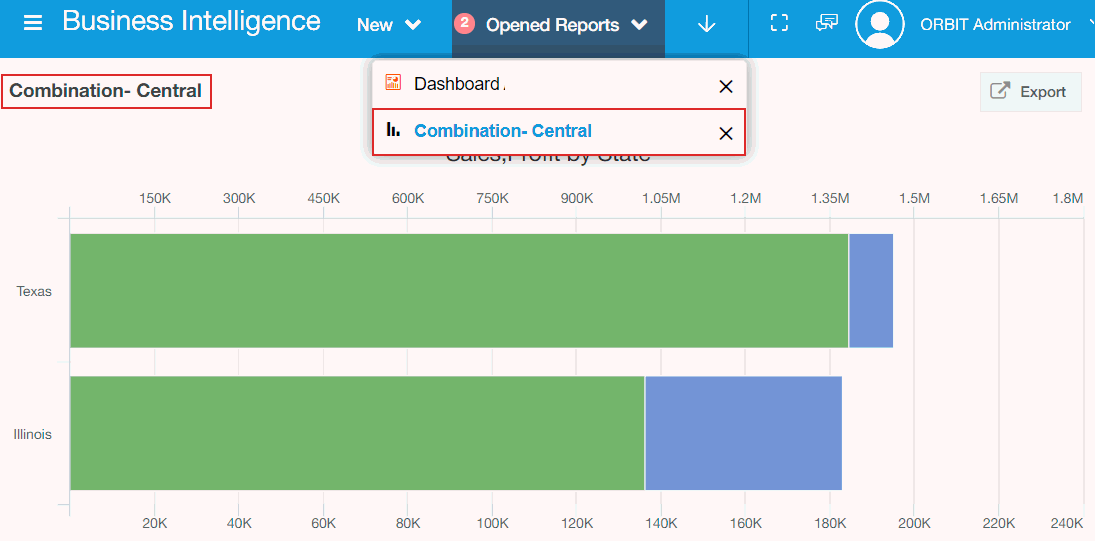 Business Intelligence
New
2 Opened Reports
ORBIT Administrator
Combination- Central
Dashboard
Export
Combination- Central
Sales,Profit by State
150K 300K 450K 600K 750K 900K 1.05M 1.2M 1.35M 1.5M 1.65M 1.8M
Texas
Illinois
20K 40K 60K 80K 100K 120K 140K 160K 180K 200K 220K 240K